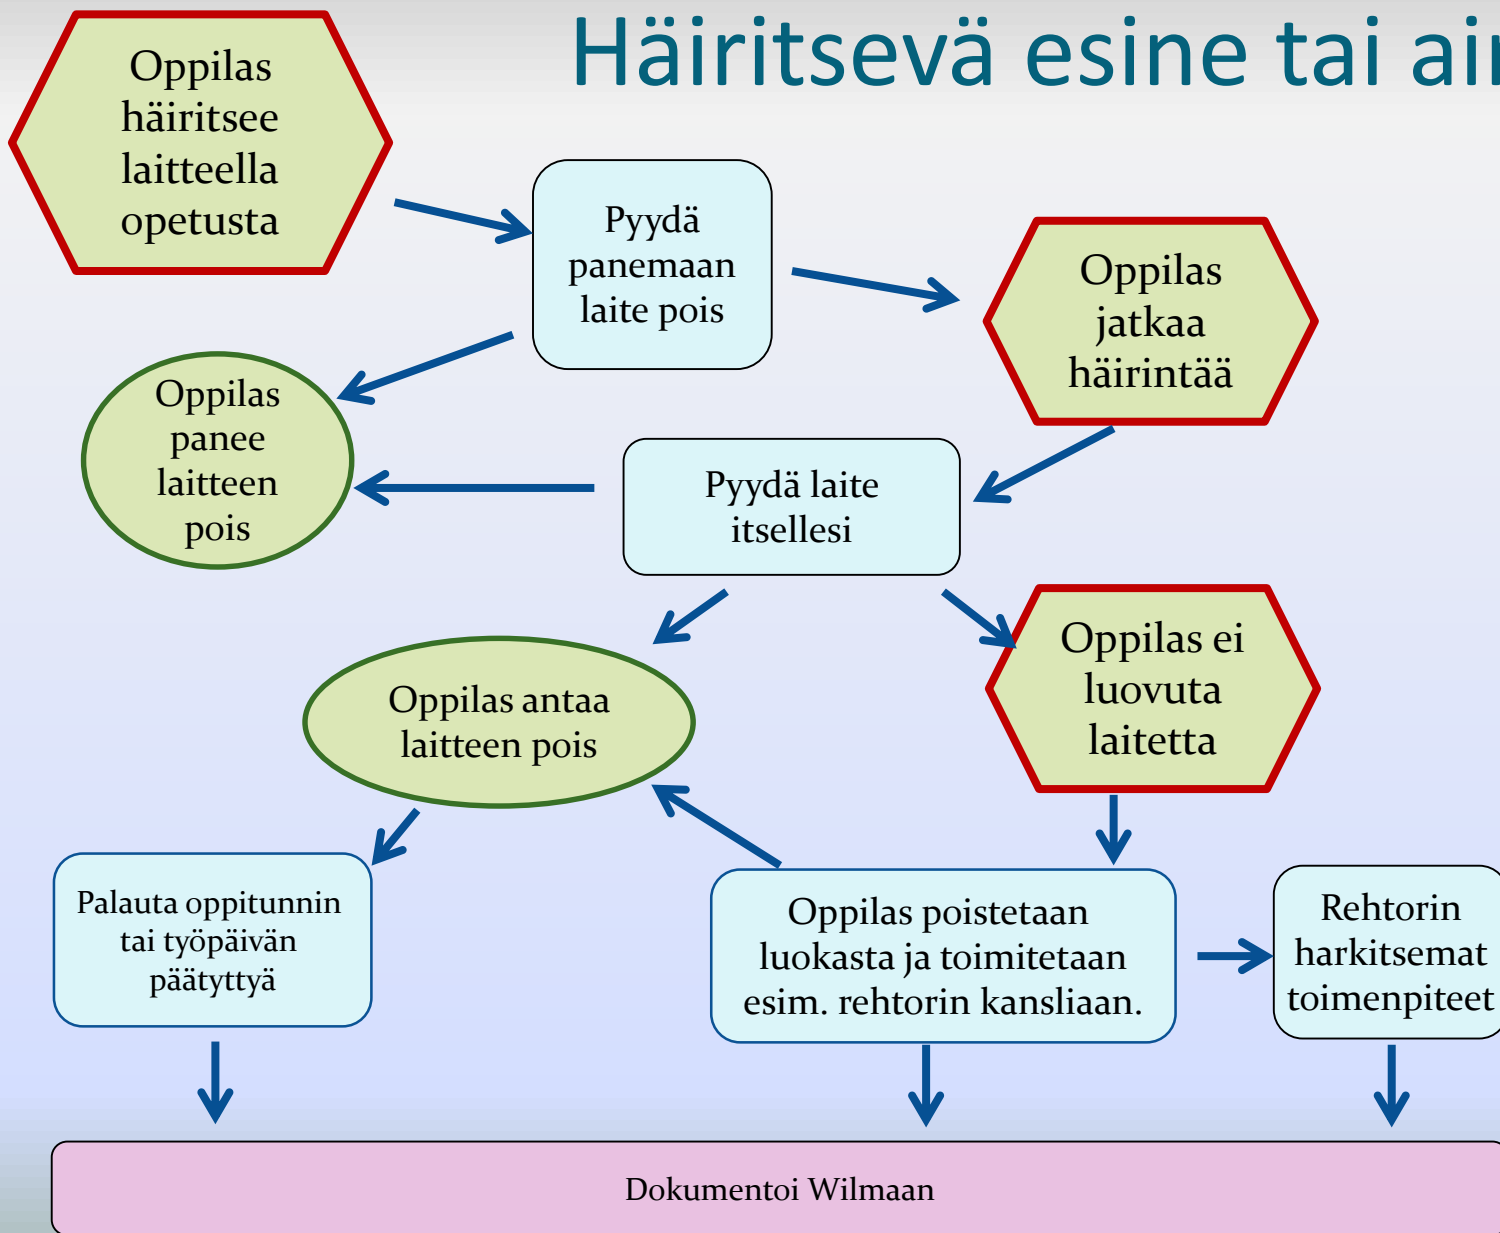 Häiritsevä esine tai
Oppilas
häiritsee
laitteella
opetusta
Pyydä
panemaan
laite pois
Oppilas
jatkaa
häirintää
Oppilas
panee
laitteen
pois
Pyydä laite
itsellesi
Oppilas ei
luovuta
laitetta
Oppilas antaa
laitteen pois
Palauta oppitunnin
tai työpäivän
päätyttyä
Oppilas poistetaan
luokasta ja toimitetaan
esim. rehtorin kansliaan.
Rehtorin
harkitsemat
toimenpiteet
Dokumentoi Wilmaan